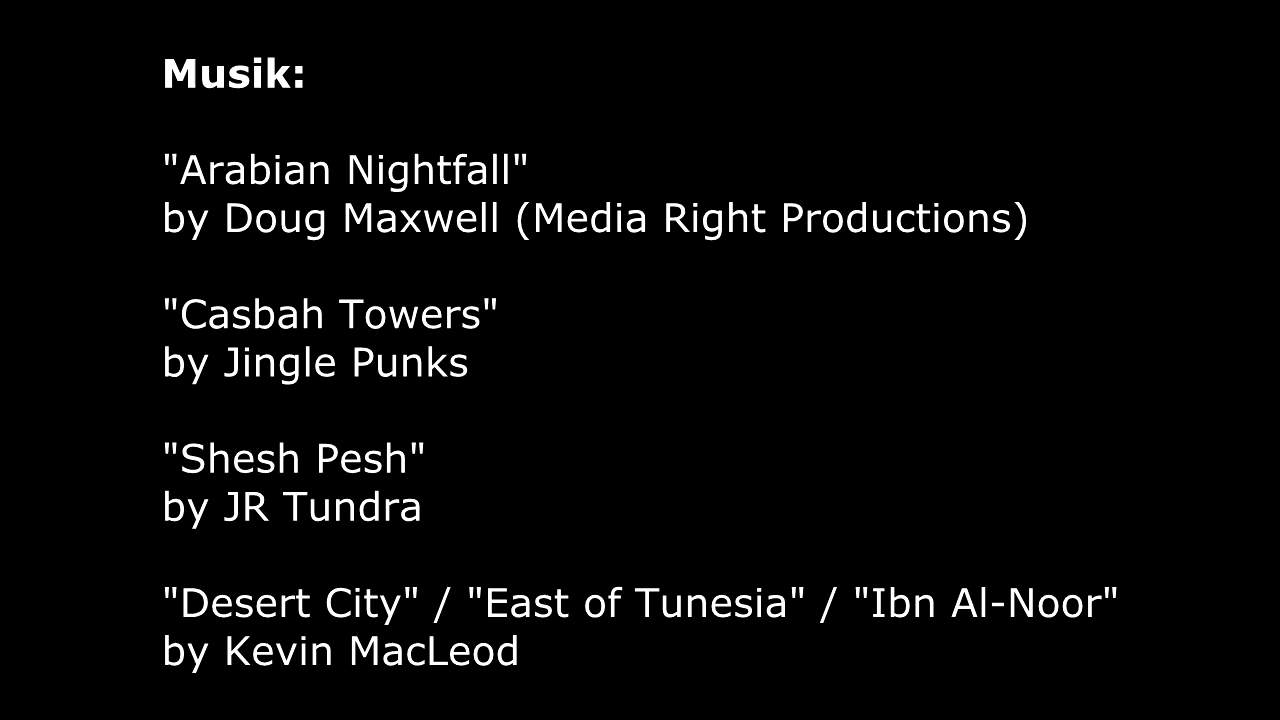 Musik:
"Arabian Nightfall"
by Doug Maxwell (Media Right Productions)
"Casbah Towers"
by Jingle Punks
"Shesh Pesh"
by JR Tundra
"Desert City" / "East of Tunesia" / "Ibn Al-Noor"
by Kevin MacLeod